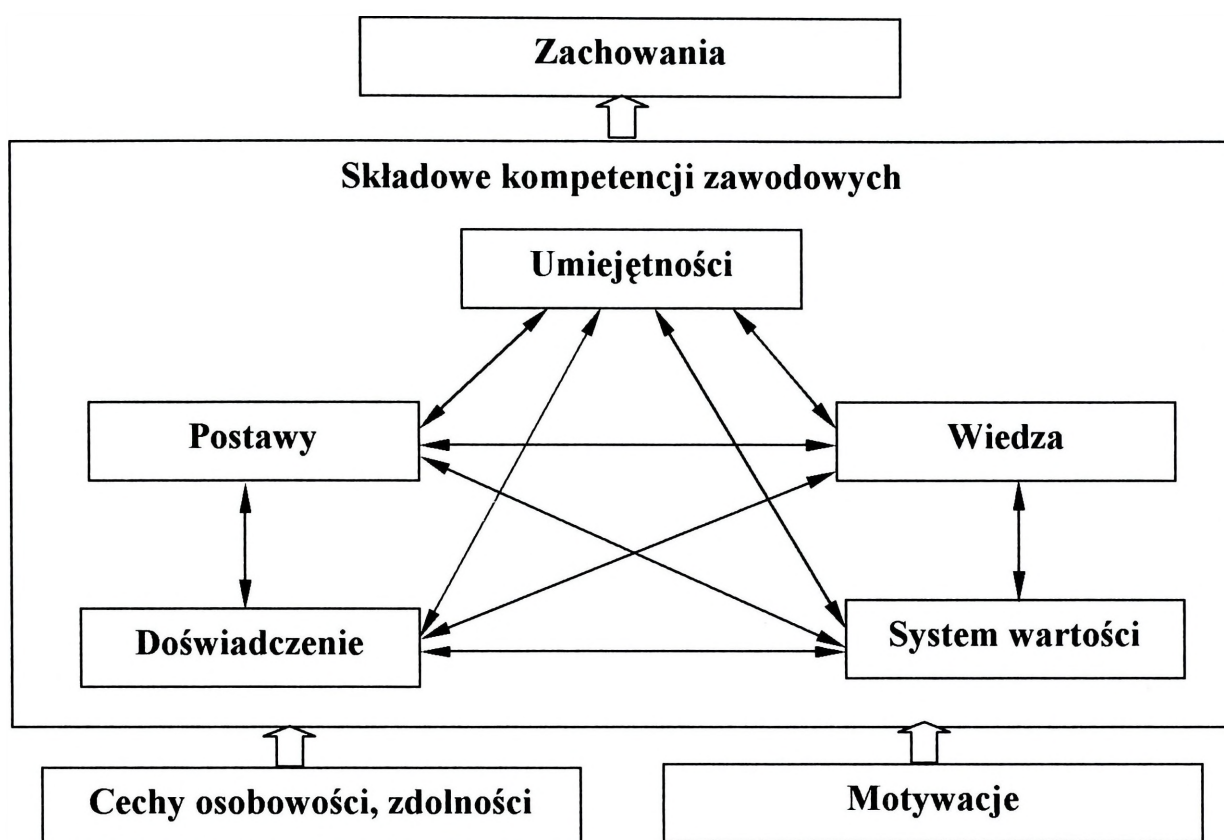 Zachowania
Składowe kompetencji zawodowych
Umiejętności
Postawy
Wiedza
Doświadczenie
System wartości
Cechy osobowości, zdolności
Motywacje